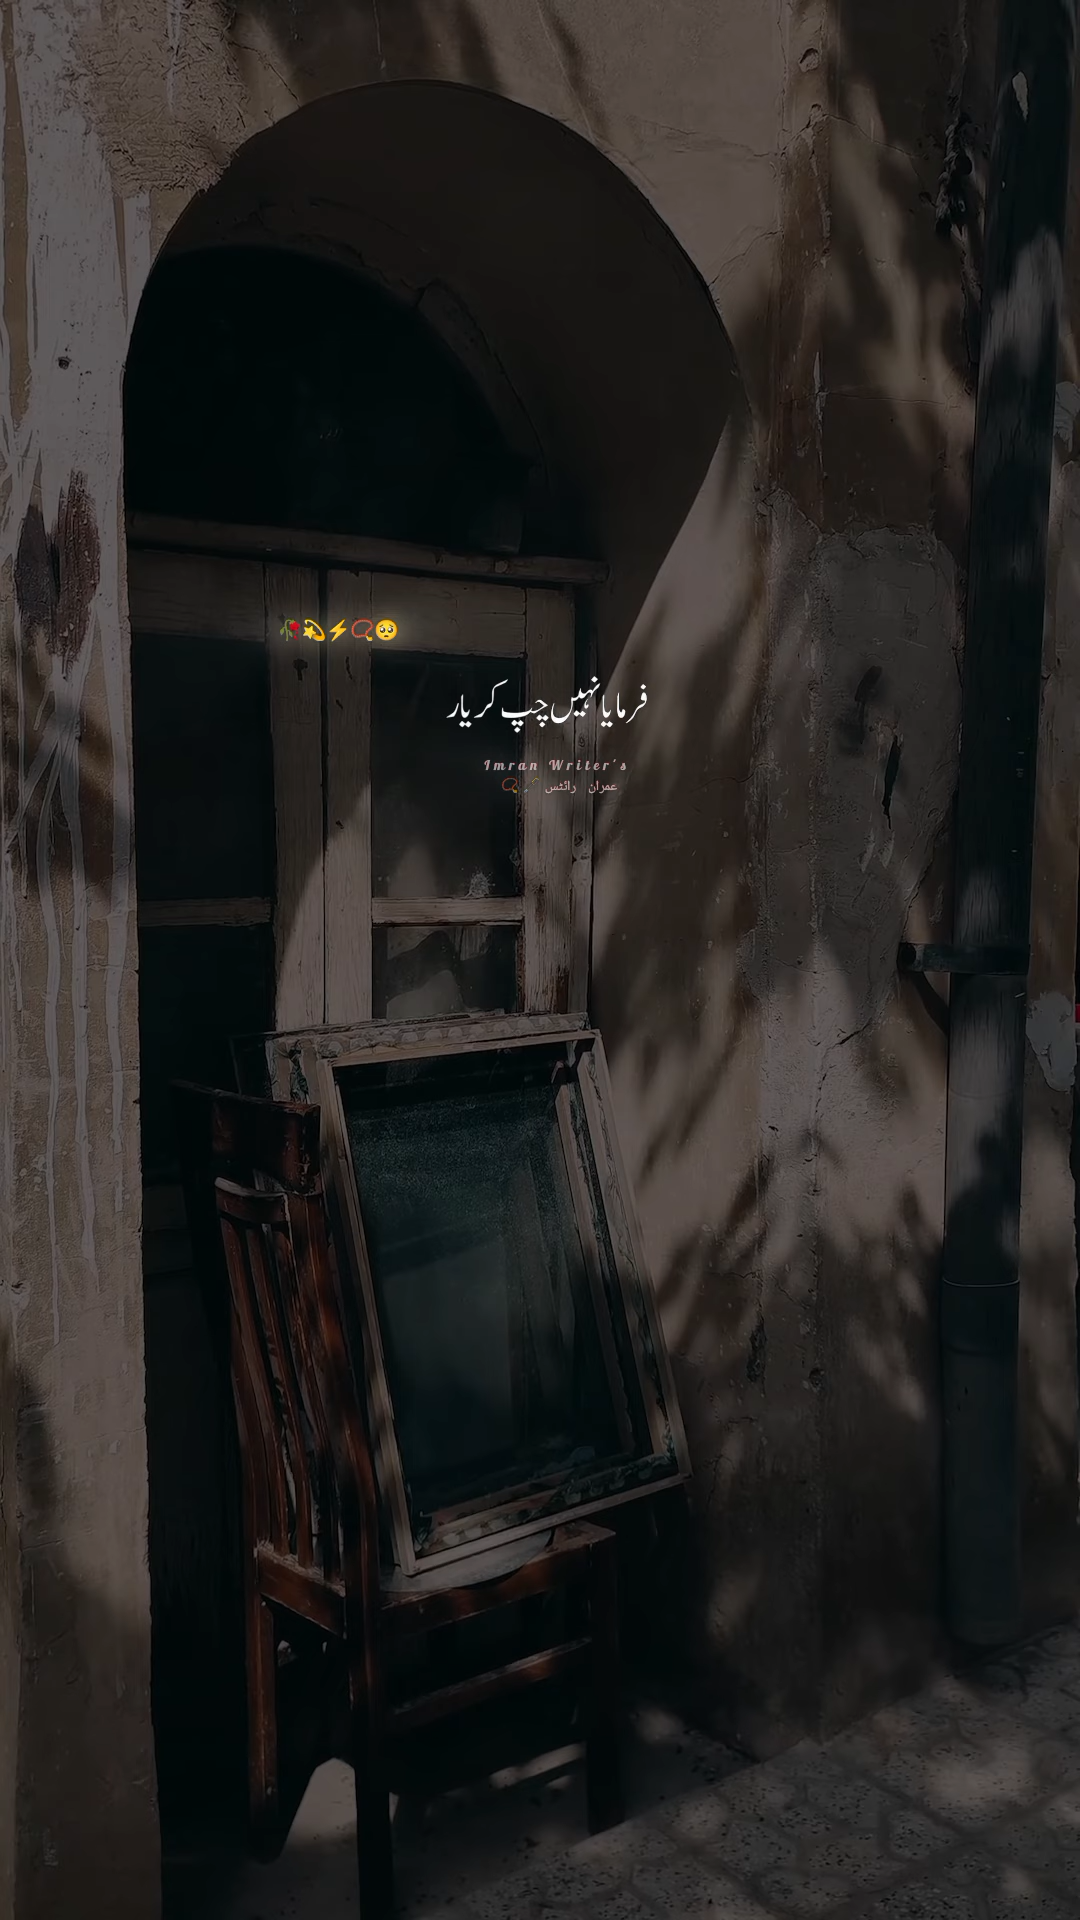 🥀💫⚡📿🥺
فرمایا نہیں چپ کر یار
Imran Writer's
عمران رائٹس